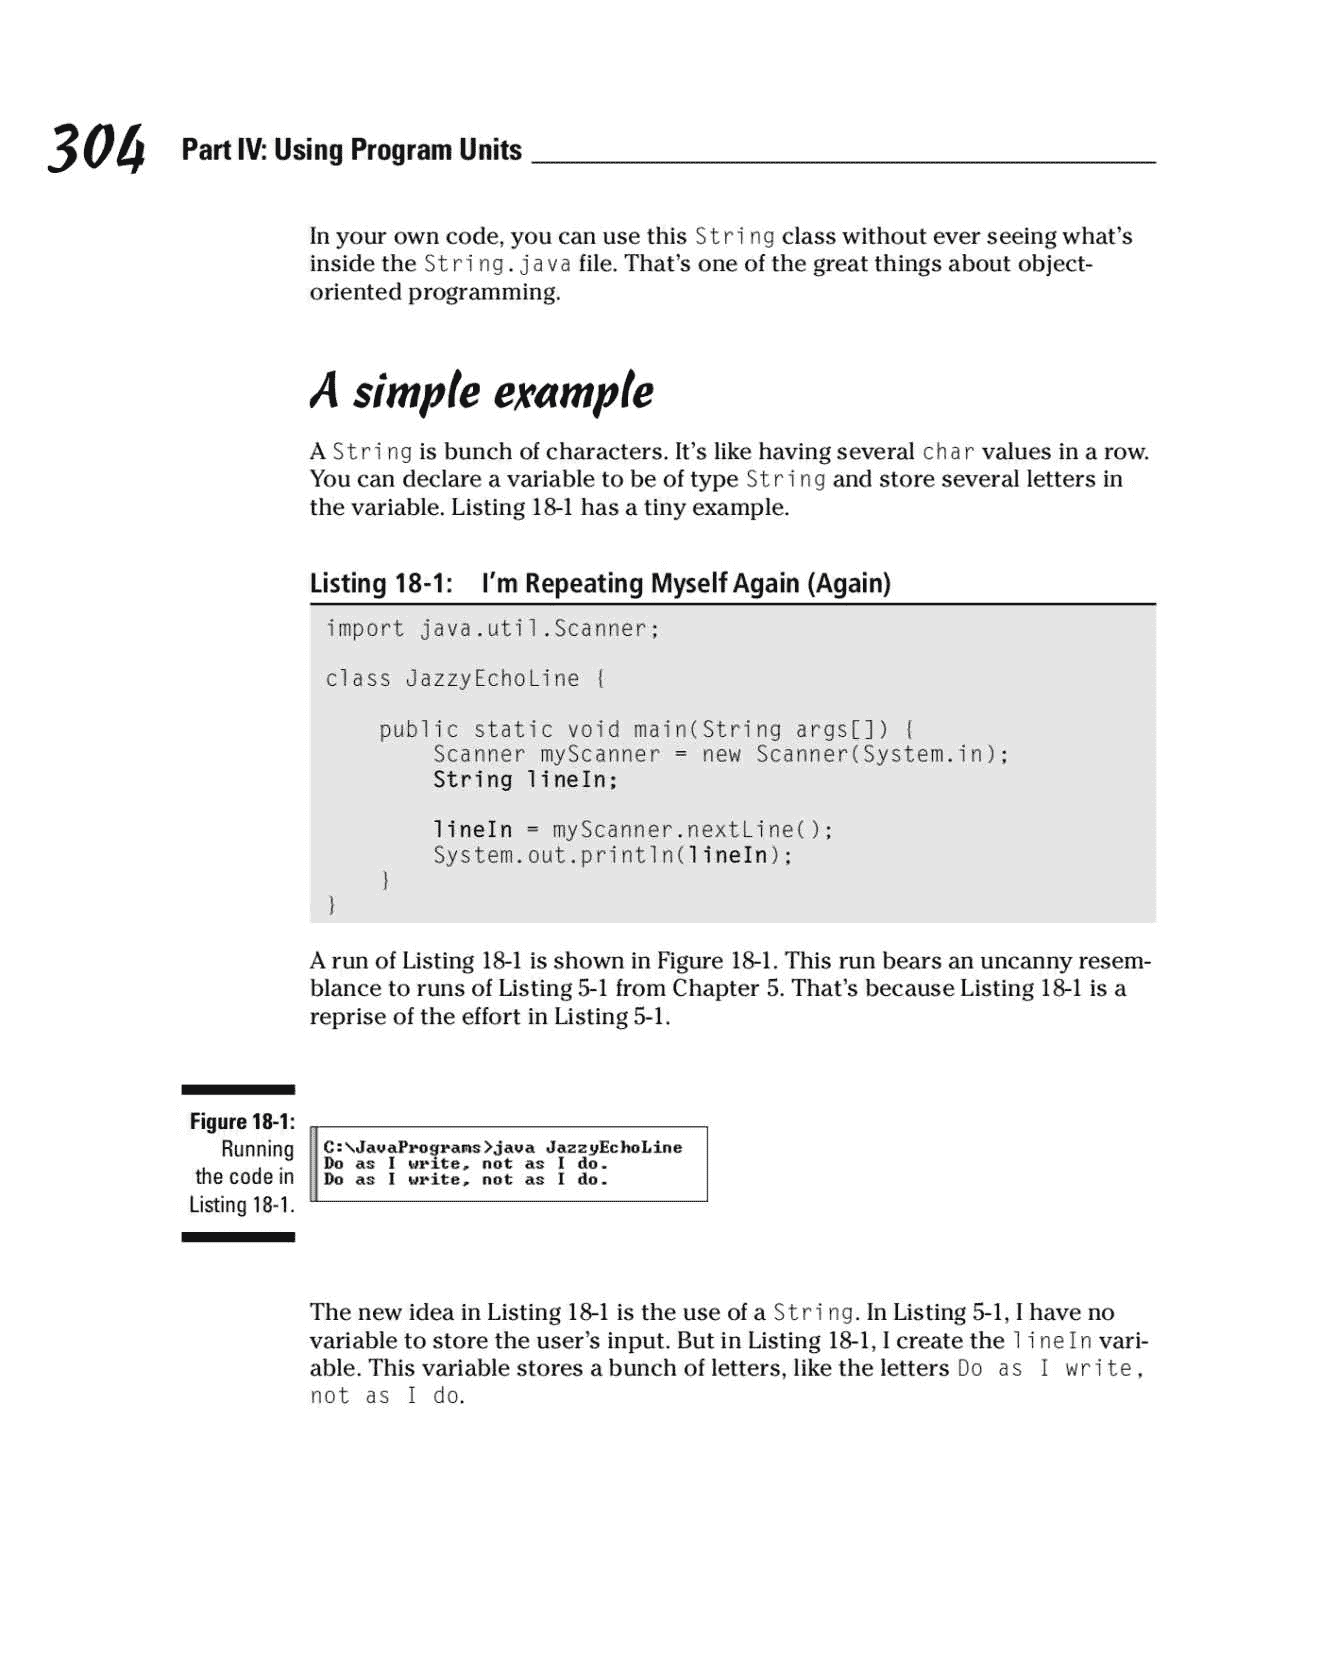 304 Part IV: Using Program Units
In your own code, you can use this String class without ever seeing what's
inside the String.java file. That's one of the great things about object-
oriented programming.
A simple example
A String is bunch of characters. It's like having several char values in a row.
You can declare a variable to be of type String and store several letters in
the variable. Listing 18-1 has a tiny example.
Listing 18-1: I'm Repeating Myself Again (Again)
import java.util.Scanner;
class JazzyEchoLine {
public static void main(String args[]) {
Scanner myScanner = new Scanner(System.in);
String lineIn;
lineIn = myScanner.nextLine();
System.out.println(lineIn);
}
}
A run of Listing 18-1 is shown in Figure 18-1. This run bears an uncanny resem-
blance to runs of Listing 5-1 from Chapter 5. That's because Listing 18-1 is a
reprise of the effort in Listing 5-1.
Figure 18-1:
Running
the code in
Listing 18-1.
C:\JavaPrograms>java JazzyEchoLine
Do as I write, not as I do.
Do as I write, not as I do.
The new idea in Listing 18-1 is the use of a String. In Listing 5-1, I have no
variable to store the user's input. But in Listing 18-1, I create the lineIn vari-
able. This variable stores a bunch of letters, like the letters Do as I write,
not as I do.